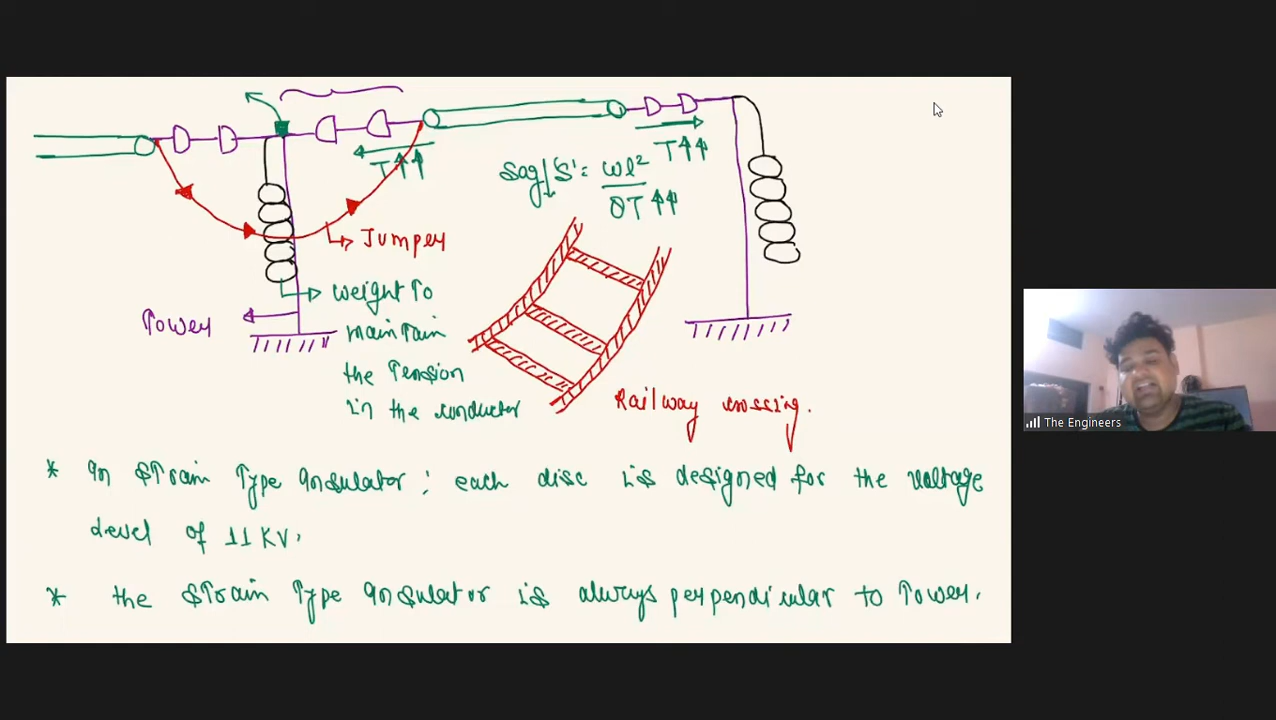 T↑↑
T↑↑
Sag↓ 'S' = wl²
8T↑↑
Jumper
weight to
maintain
the Tension
in the conductor
Tower
Railway crossing.
* In Strain Type Insulator; each disc is designed for the voltage
Level of 11 KV.
* the Strain Type Insulator is always perpendicular to Tower.
The Engineers